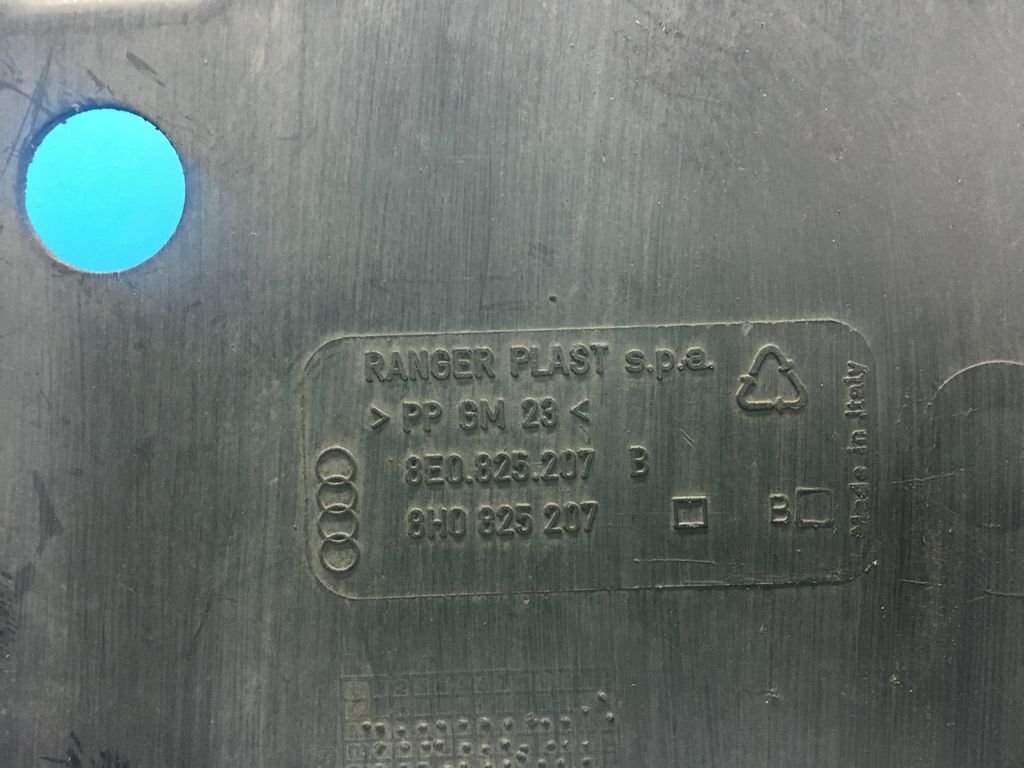 RANGER PLAST s.p.a.
> PP GM 23 <
8E0.825.207 B
8H0 825 207
B
Made in Italy